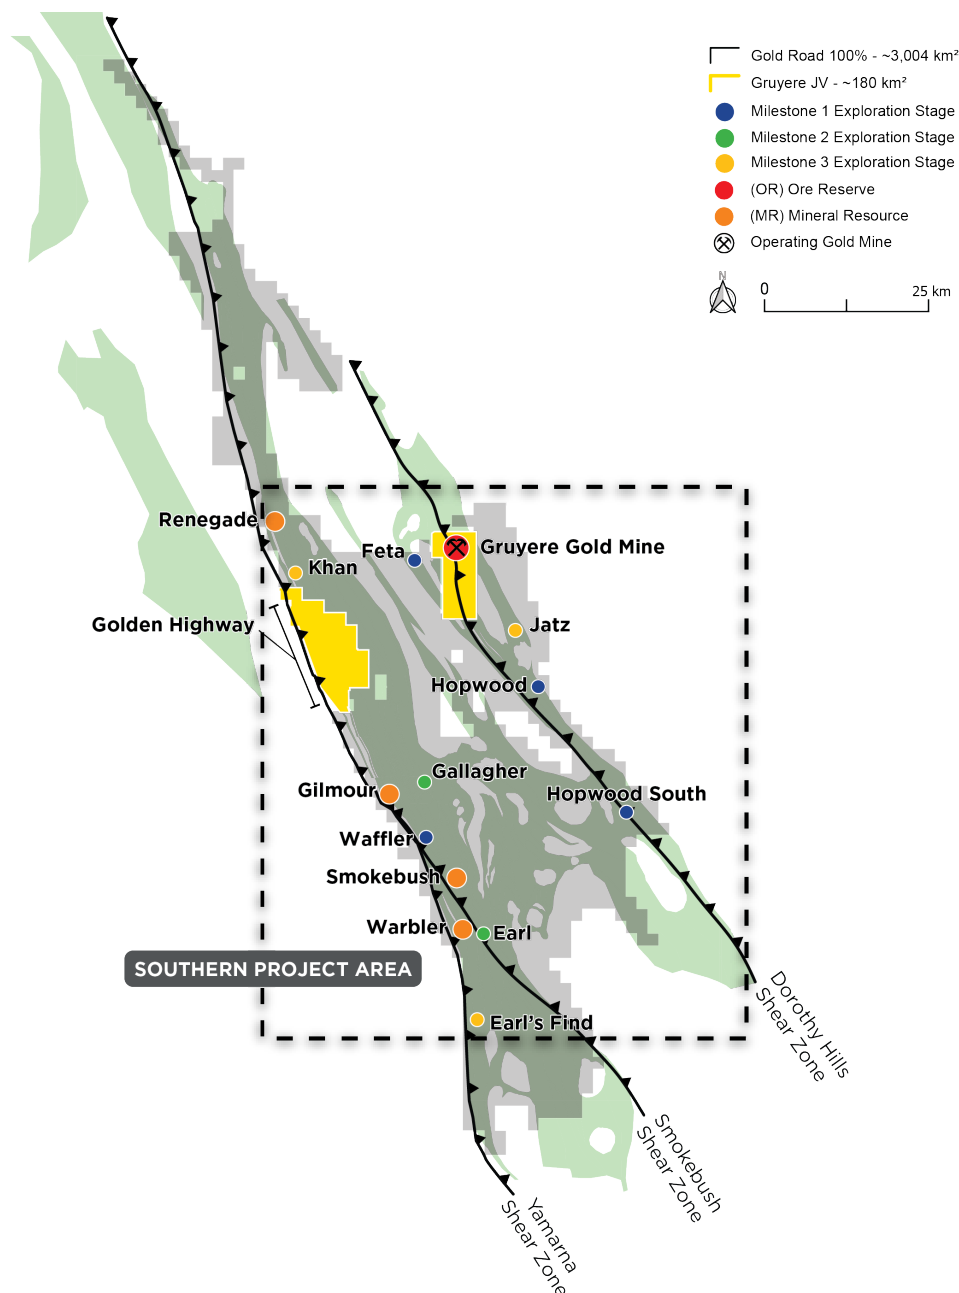 Gold Road 100% - ~3,004 km²
Gruyere JV - ~180 km²
Milestone 1 Exploration Stage
Milestone 2 Exploration Stage
Milestone 3 Exploration Stage
(OR) Ore Reserve
(MR) Mineral Resource
Operating Gold Mine
N
0
25 km
Renegade
Feta
Gruyere Gold Mine
Khan
Golden Highway
Jatz
Hopwood
Gallagher
Gilmour
Hopwood South
Waffler
Smokebush
Warbler
Earl
SOUTHERN PROJECT AREA
Earl's Find
Dorothy Hills
Shear Zone
Smokebush
Shear Zone
Yamarna
Shear Zone